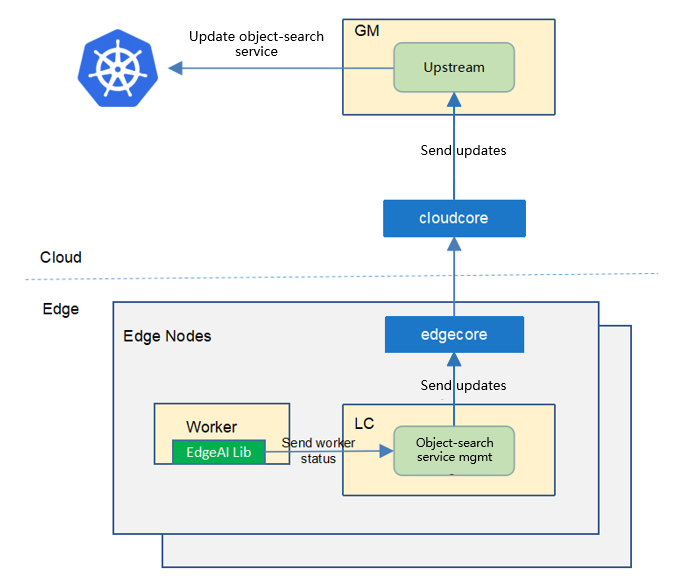 Update object-search
service
GM
Upstream
Send updates
cloudcore
Cloud
Edge
Edge Nodes
edgecore
Send updates
Worker
EdgeAI Lib
Send worker
status
LC
Object-search
service mgmt